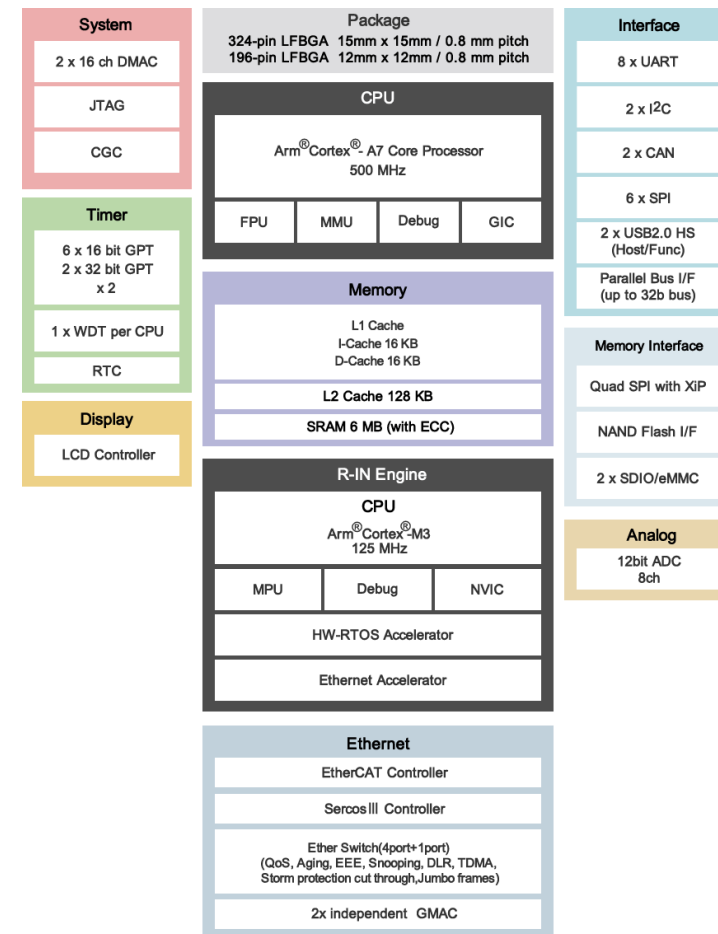 System
2 x 16 ch DMAC
JTAG
CGC
Timer
6 x 16 bit GPT
2 x 32 bit GPT
x 2
1 x WDT per CPU
RTC
Display
LCD Controller
Package
324-pin LFBGA 15mm x 15mm / 0.8 mm pitch
196-pin LFBGA 12mm x 12mm / 0.8 mm pitch
CPU
Arm®Cortex®- A7 Core Processor
500 MHz
FPU
MMU
Debug
GIC
Memory
L1 Cache
I-Cache 16 KB
D-Cache 16 KB
L2 Cache 128 KB
SRAM 6 MB (with ECC)
R-IN Engine
CPU
Arm®Cortex®-M3
125 MHz
MPU
Debug
NVIC
HW-RTOS Accelerator
Ethernet Accelerator
Ethernet
EtherCAT Controller
SercosⅢ Controller
Ether Switch(4port+1port)
(QoS, Aging, EEE, Snooping, DLR, TDMA,
Storm protection cut through,Jumbo frames)
2x independent GMAC
Interface
8 x UART
2 x I²C
2 x CAN
6 x SPI
2 x USB2.0 HS
(Host/Func)
Parallel Bus I/F
(up to 32b bus)
Memory Interface
Quad SPI with XiP
NAND Flash I/F
2 x SDIO/eMMC
Analog
12bit ADC
8ch